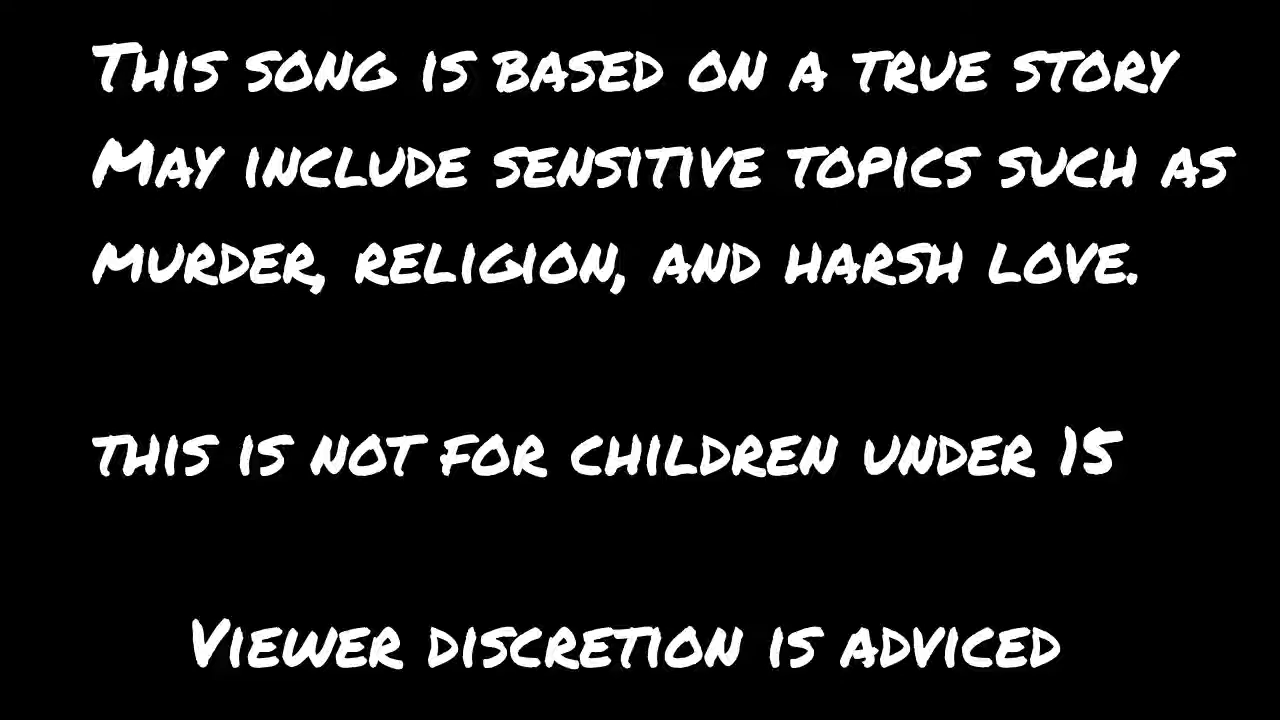 This song is based on a true story
May include sensitive topics such as
murder, religion, and harsh love.
this is not for children under 15
Viewer discretion is adviced